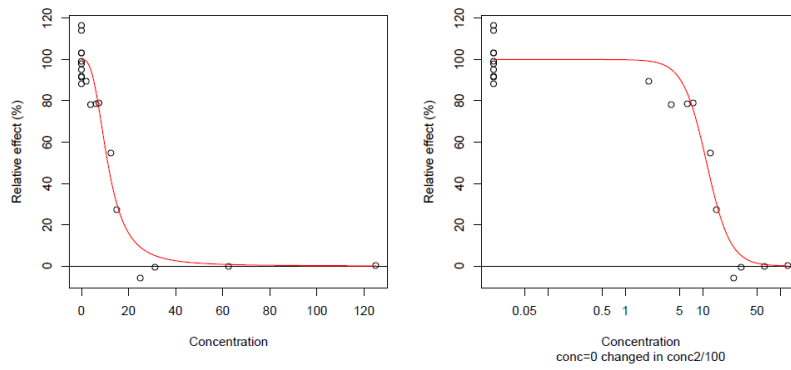 Relative effect (%)
0 20 40 60 80 100 120
0 20 40 60 80 100 120
Concentration
Relative effect (%)
0 20 40 60 80 100 120
0.05 0.5 1 5 10 50
Concentration
conc=0 changed in conc2/100